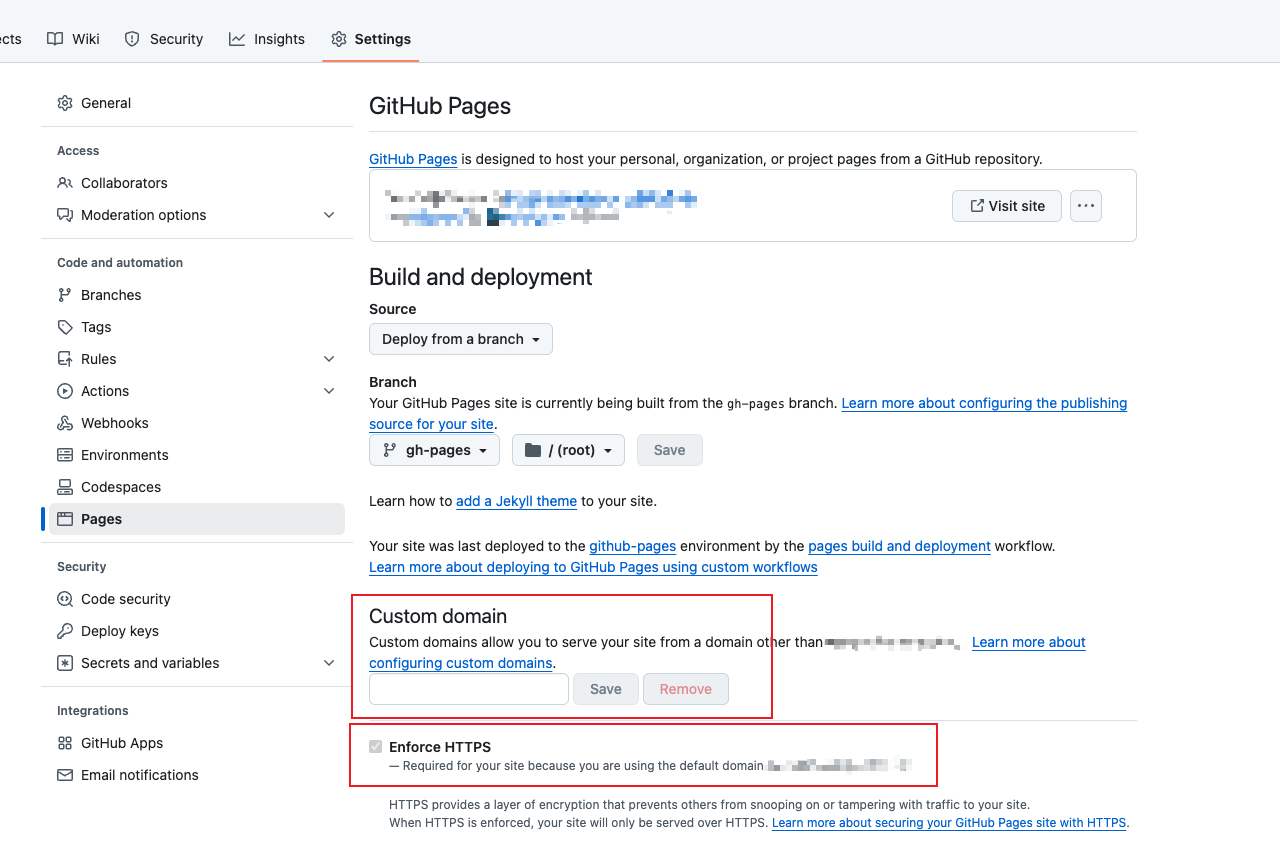 ects Wiki Security Insights Settings
General
Access
Collaborators
Moderation options
Code and automation
Branches
Tags
Rules
Actions
Webhooks
Environments
Codespaces
Pages
Security
Code security
Deploy keys
Secrets and variables
Integrations
GitHub Apps
Email notifications
GitHub Pages
GitHub Pages is designed to host your personal, organization, or project pages from a GitHub repository.
Visit site
Build and deployment
Source
Deploy from a branch
Branch
Your GitHub Pages site is currently being built from the gh-pages branch. Learn more about configuring the publishing
source for your site.
gh-pages / (root) Save
Learn how to add a Jekyll theme to your site.
Your site was last deployed to the github-pages environment by the pages build and deployment workflow.
Learn more about deploying to GitHub Pages using custom workflows
Custom domain
Custom domains allow you to serve your site from a domain other than Learn more about
configuring custom domains.
Save Remove
Enforce HTTPS
— Required for your site because you are using the default domain
HTTPS provides a layer of encryption that prevents others from snooping on or tampering with traffic to your site.
When HTTPS is enforced, your site will only be served over HTTPS. Learn more about securing your GitHub Pages site with HTTPS.